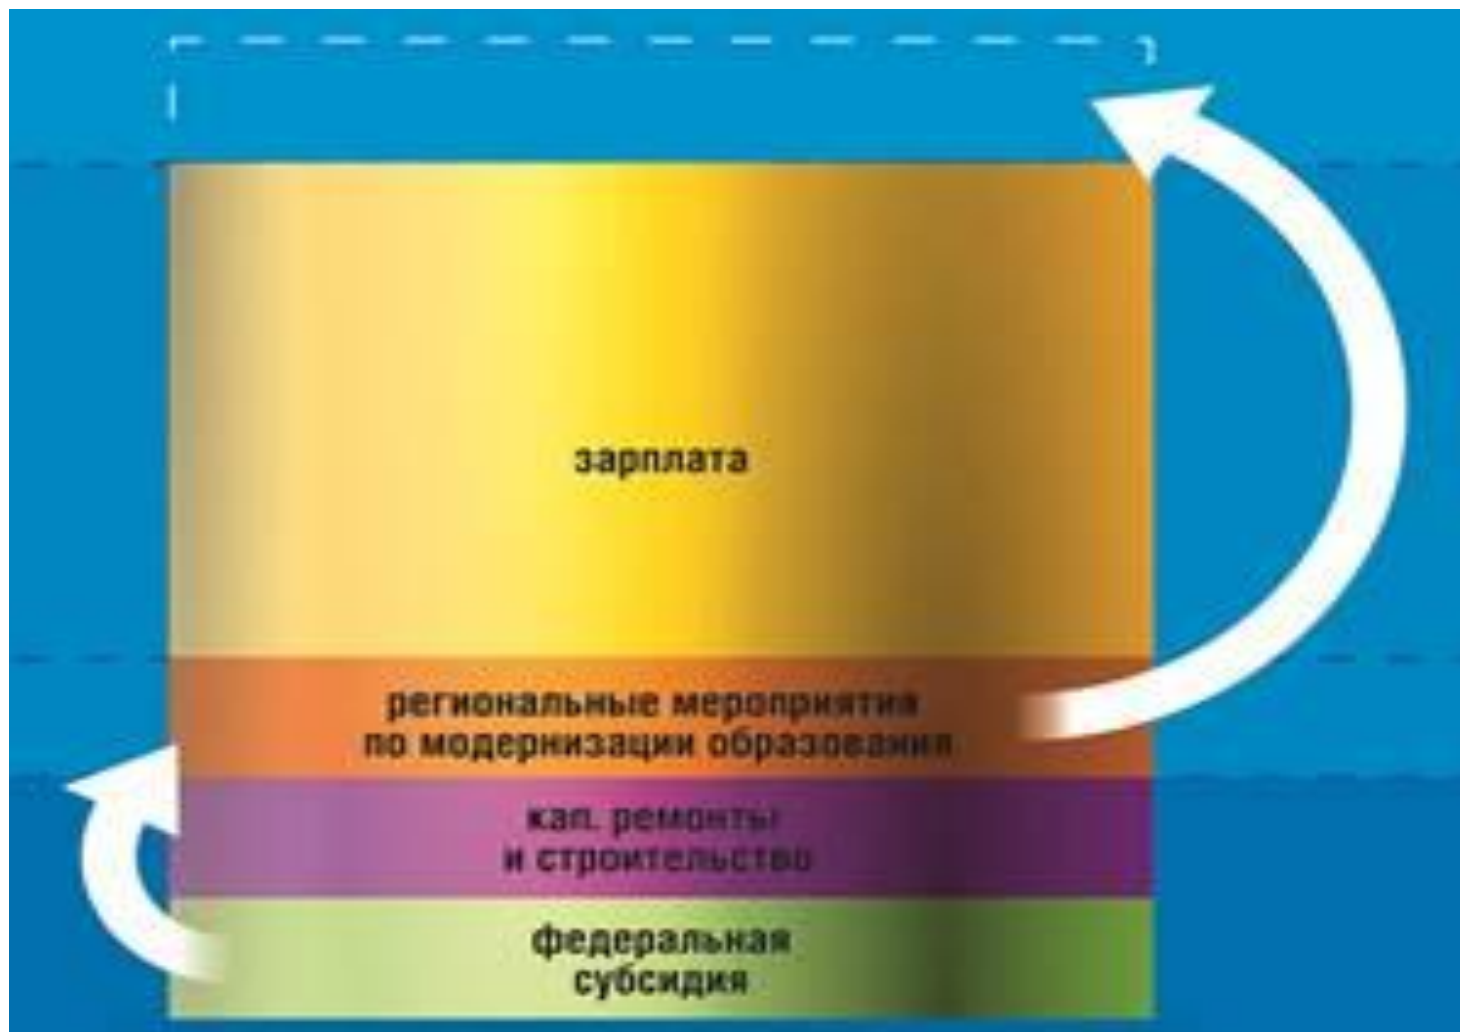 зарплата
региональные мероприятия
по модернизации образования
кап. ремонты
и строительство
федеральная
субсидия